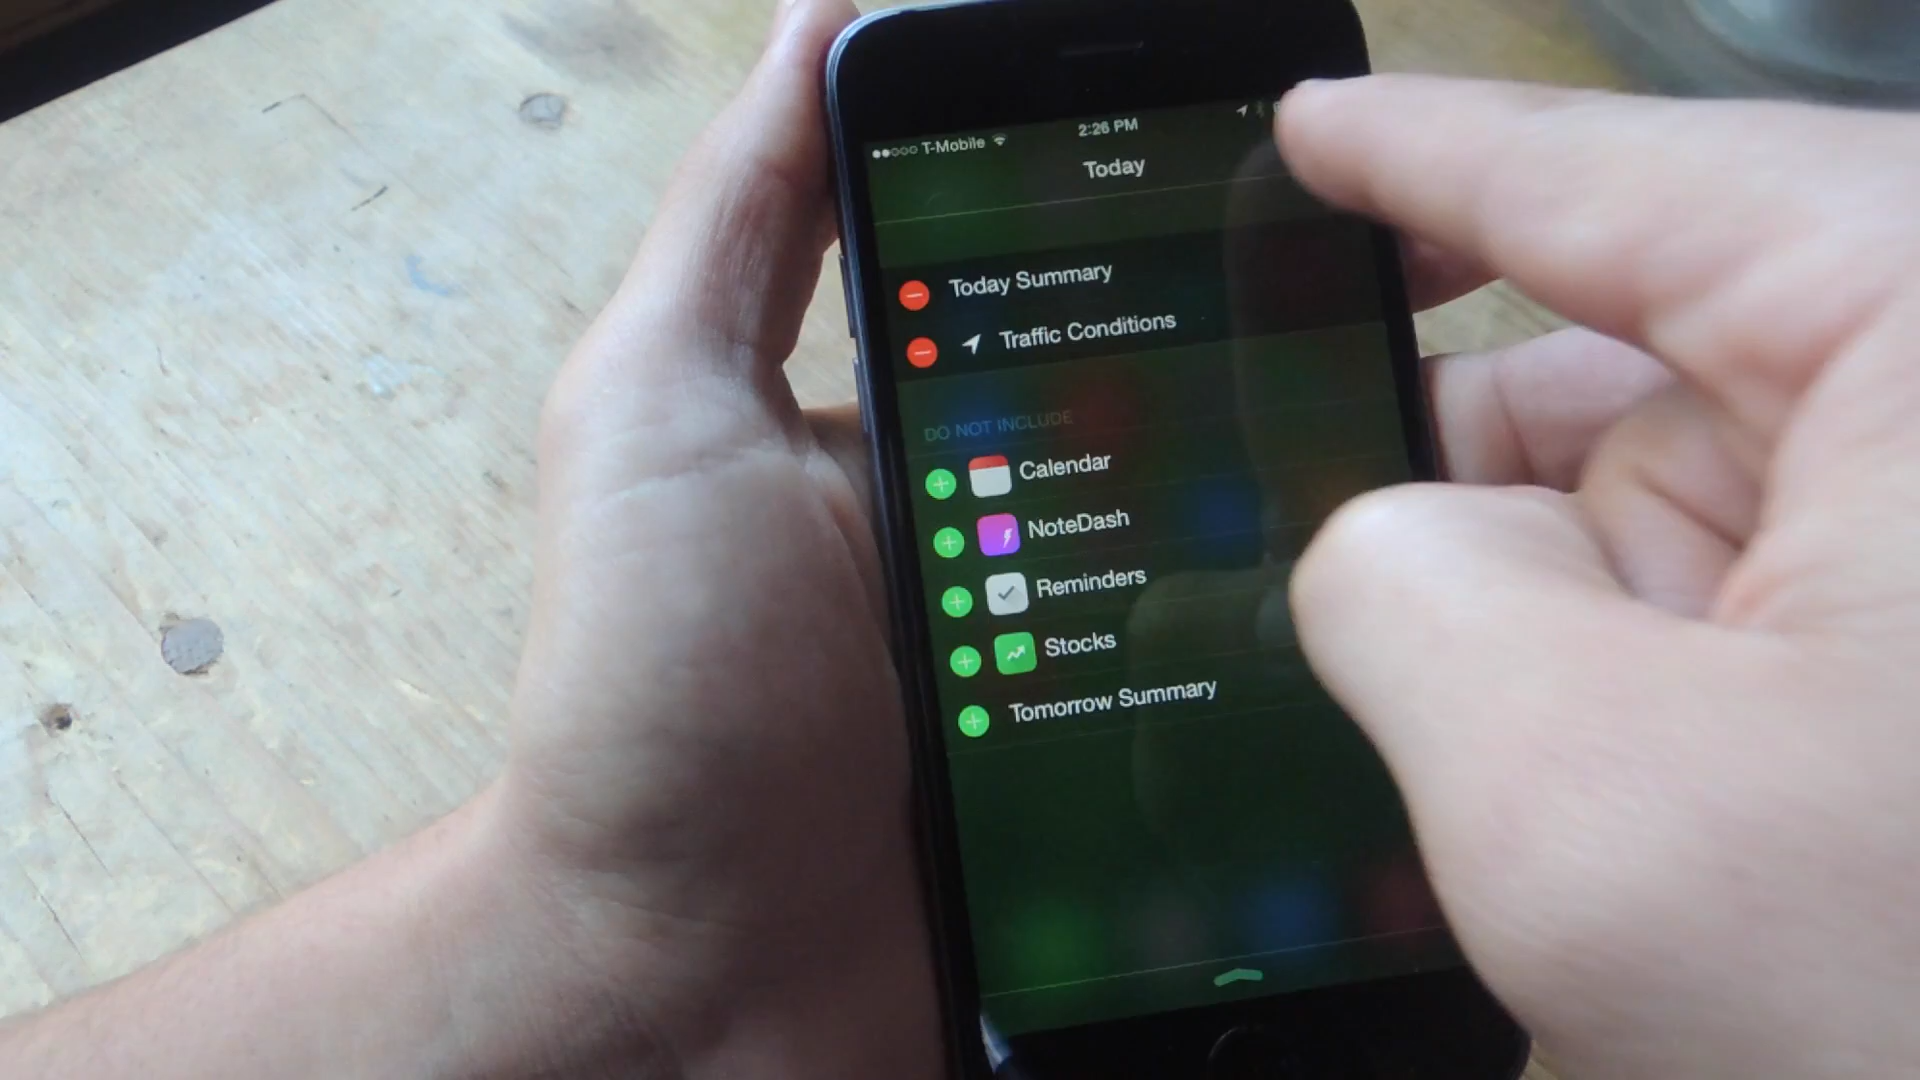 T-Mobile 2:26 PM
Today
Today Summary
Traffic Conditions
DO NOT INCLUDE
Calendar
NoteDash
Reminders
Stocks
Tomorrow Summary